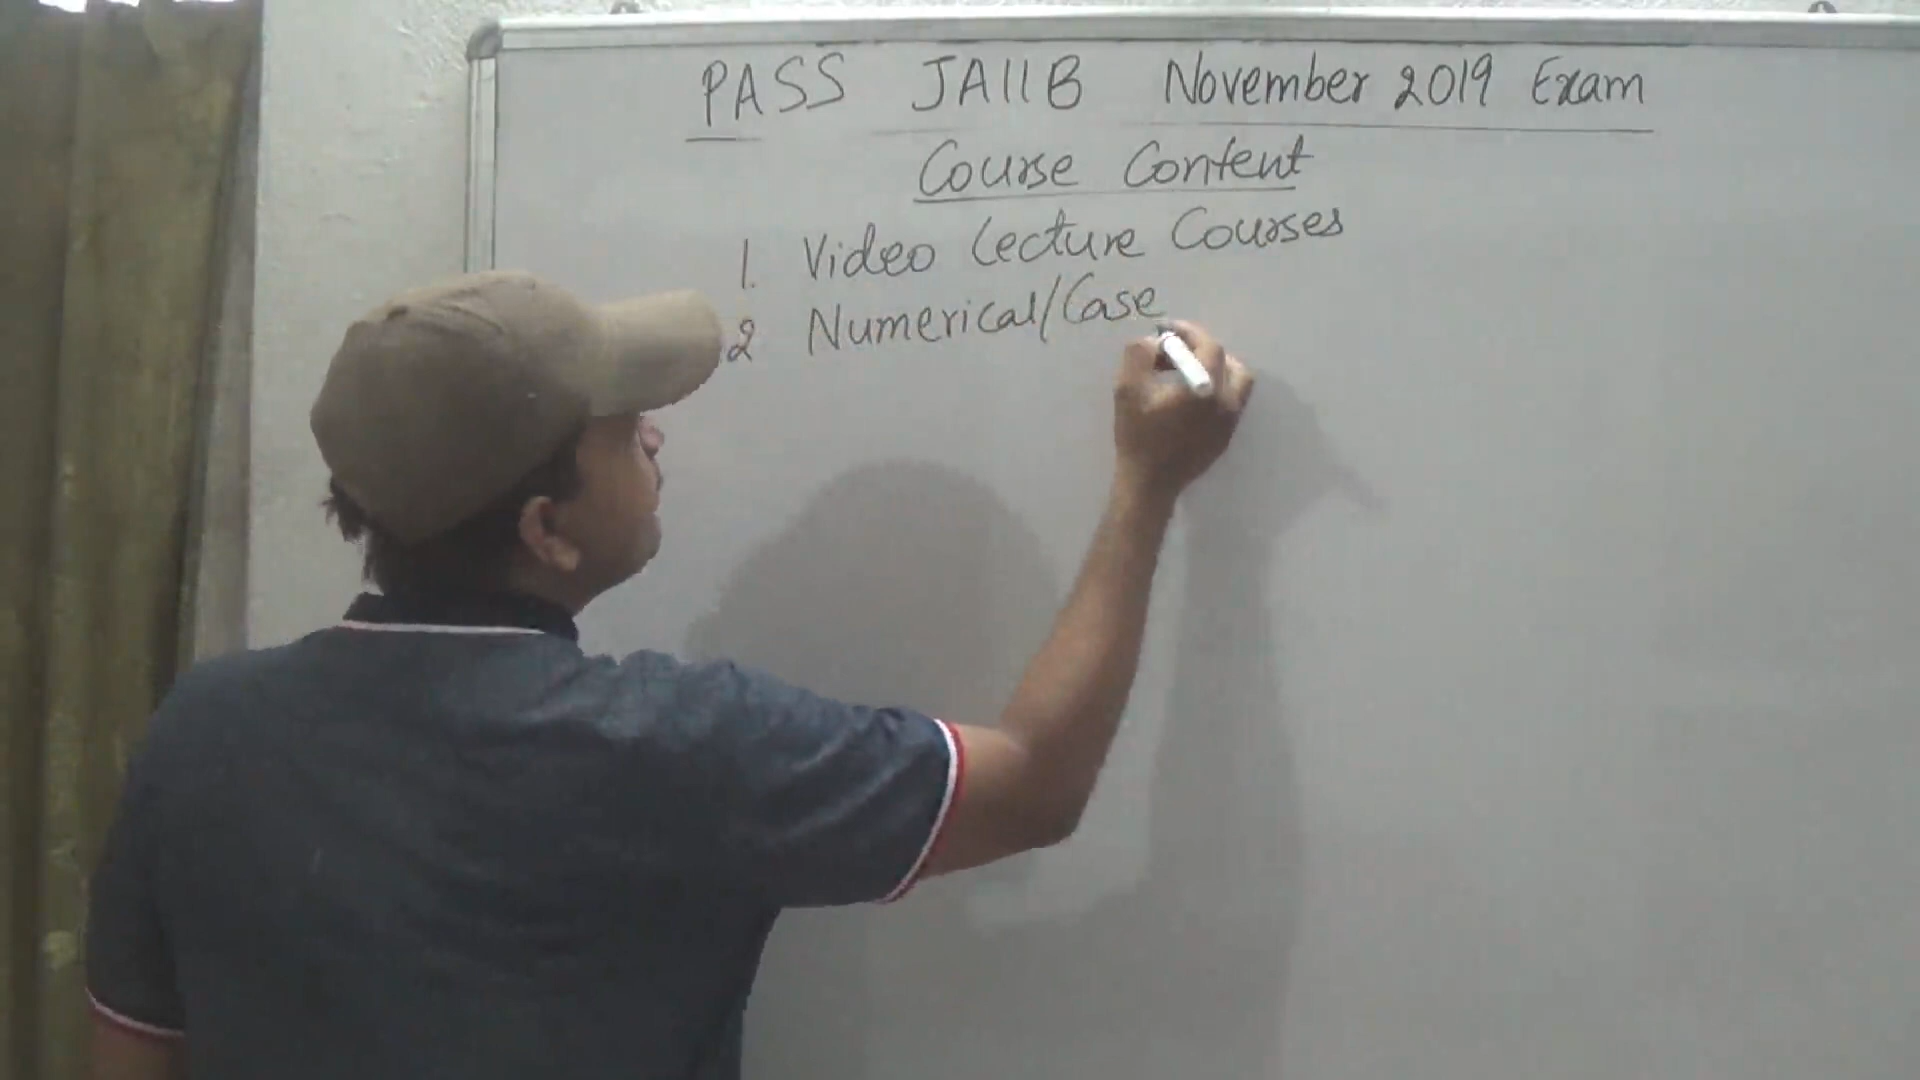 PASS JAIIB November 2019 Exam
Course Content
1. Video Lecture Courses
2 Numerical/Case